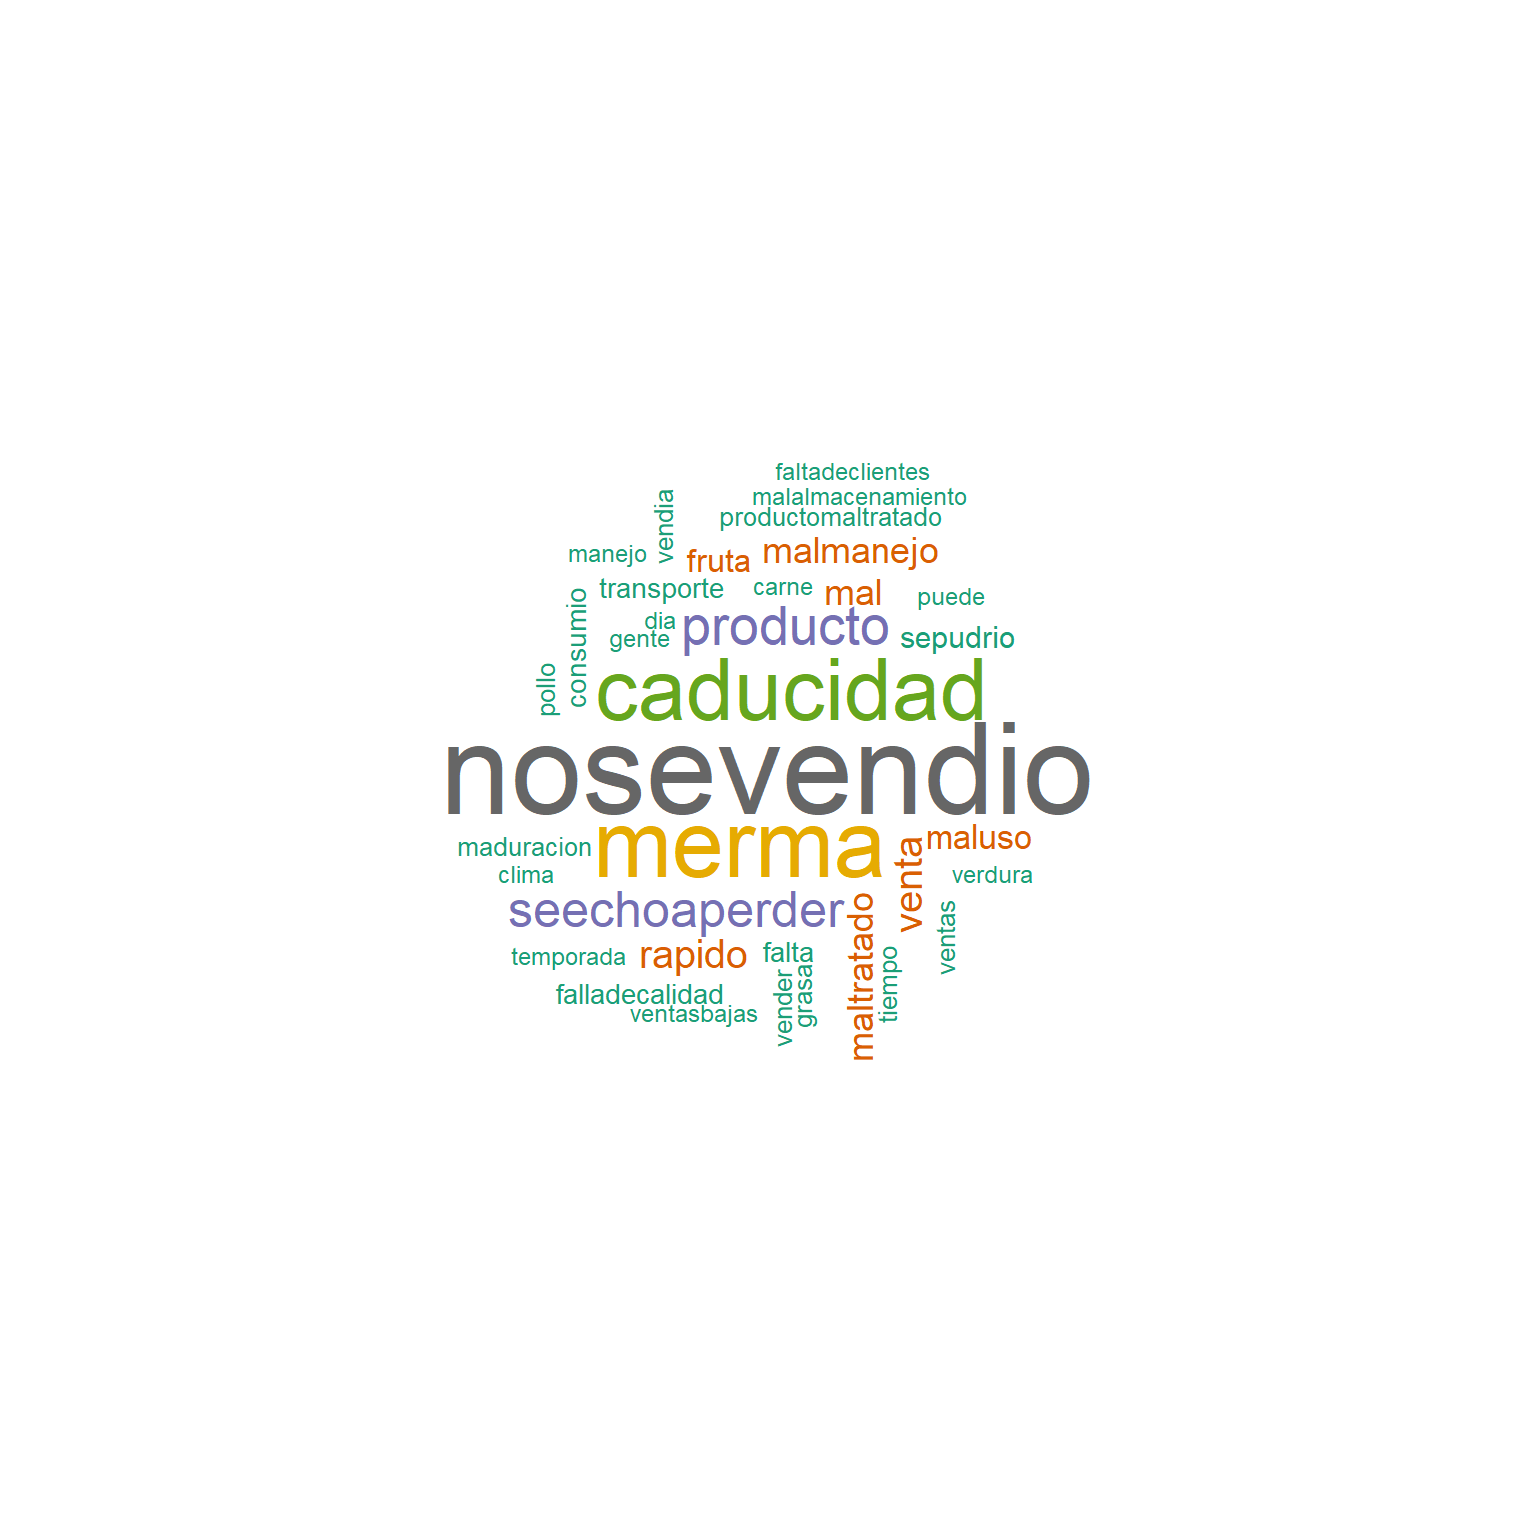 faltadeclientes
malalmacenamiento
productomaltratado
vendia
manejo
fruta
malmanejo
transporte
carne
mal
puede
consumio
dia
gente
producto
sepudrio
pollo
caducidad
nosevendio
merma
maluso
maduracion
venta
clima
verdura
seechoaperder
maltratado
ventas
temporada
rapido
falta
tiempo
falladecalidad
grasa
vender
ventasbajas